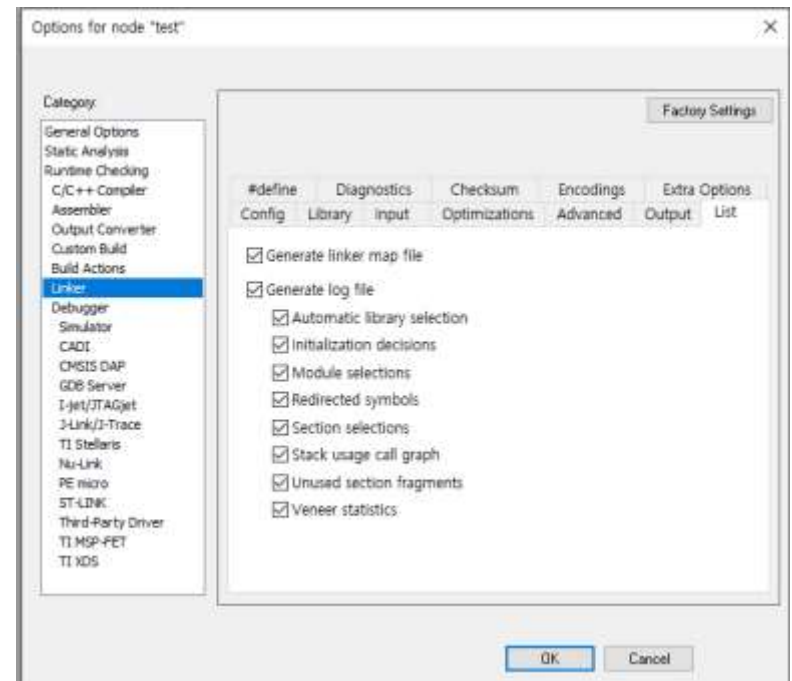 Options for node "test"
Category:
General Options
Static Analysis
Runtime Checking
C/C++ Compiler
Assembler
Output Converter
Custom Build
Build Actions
Linker
Debugger
Simulator
CADI
CMSIS DAP
GDB Server
I-jet/JTAGjet
J-Link/J-Trace
TI Stellaris
Nu-Link
PE micro
ST-LINK
Third-Party Driver
TI MSP-FET
TI XDS
Factory Settings
#define Diagnostics Checksum Encodings Extra Options
Config Library Input Optimizations Advanced Output List
Generate linker map file
Generate log file
Automatic library selection
Initialization decisions
Module selections
Redirected symbols
Section selections
Stack usage call graph
Unused section fragments
Veneer statistics
OK Cancel